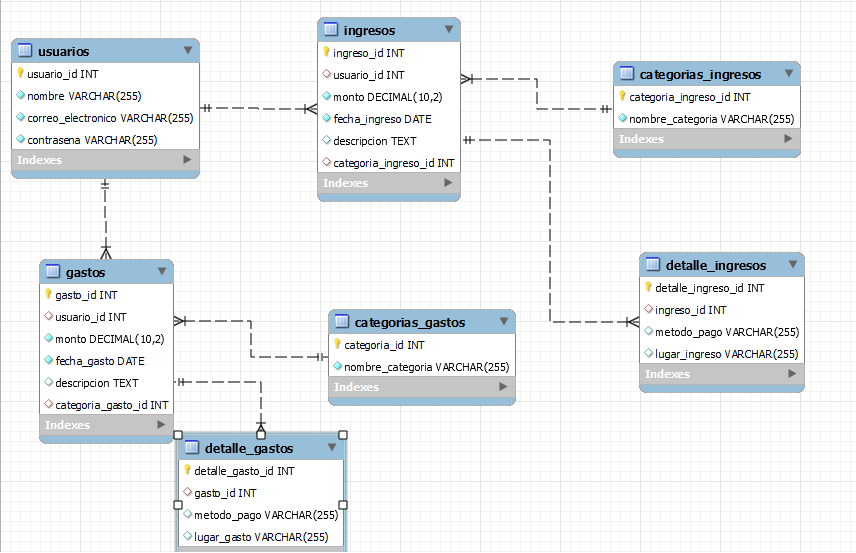 usuarios
usuario_id INT
nombre VARCHAR(255)
correo_electronico VARCHAR(255)
contrasena VARCHAR(255)
Indexes
ingresos
ingreso_id INT
usuario_id INT
monto DECIMAL(10,2)
fecha_ingreso DATE
descripcion TEXT
categoria_ingreso_id INT
Indexes
categorias_ingresos
categoria_ingreso_id INT
nombre_categoria VARCHAR(255)
Indexes
gastos
gasto_id INT
usuario_id INT
monto DECIMAL(10,2)
fecha_gasto DATE
descripcion TEXT
categoria_gasto_id INT
Indexes
categorias_gastos
categoria_id INT
nombre_categoria VARCHAR(255)
Indexes
detalle_ingresos
detalle_ingreso_id INT
ingreso_id INT
metodo_pago VARCHAR(255)
lugar_ingreso VARCHAR(255)
Indexes
detalle_gastos
detalle_gasto_id INT
gasto_id INT
metodo_pago VARCHAR(255)
lugar_gasto VARCHAR(255)